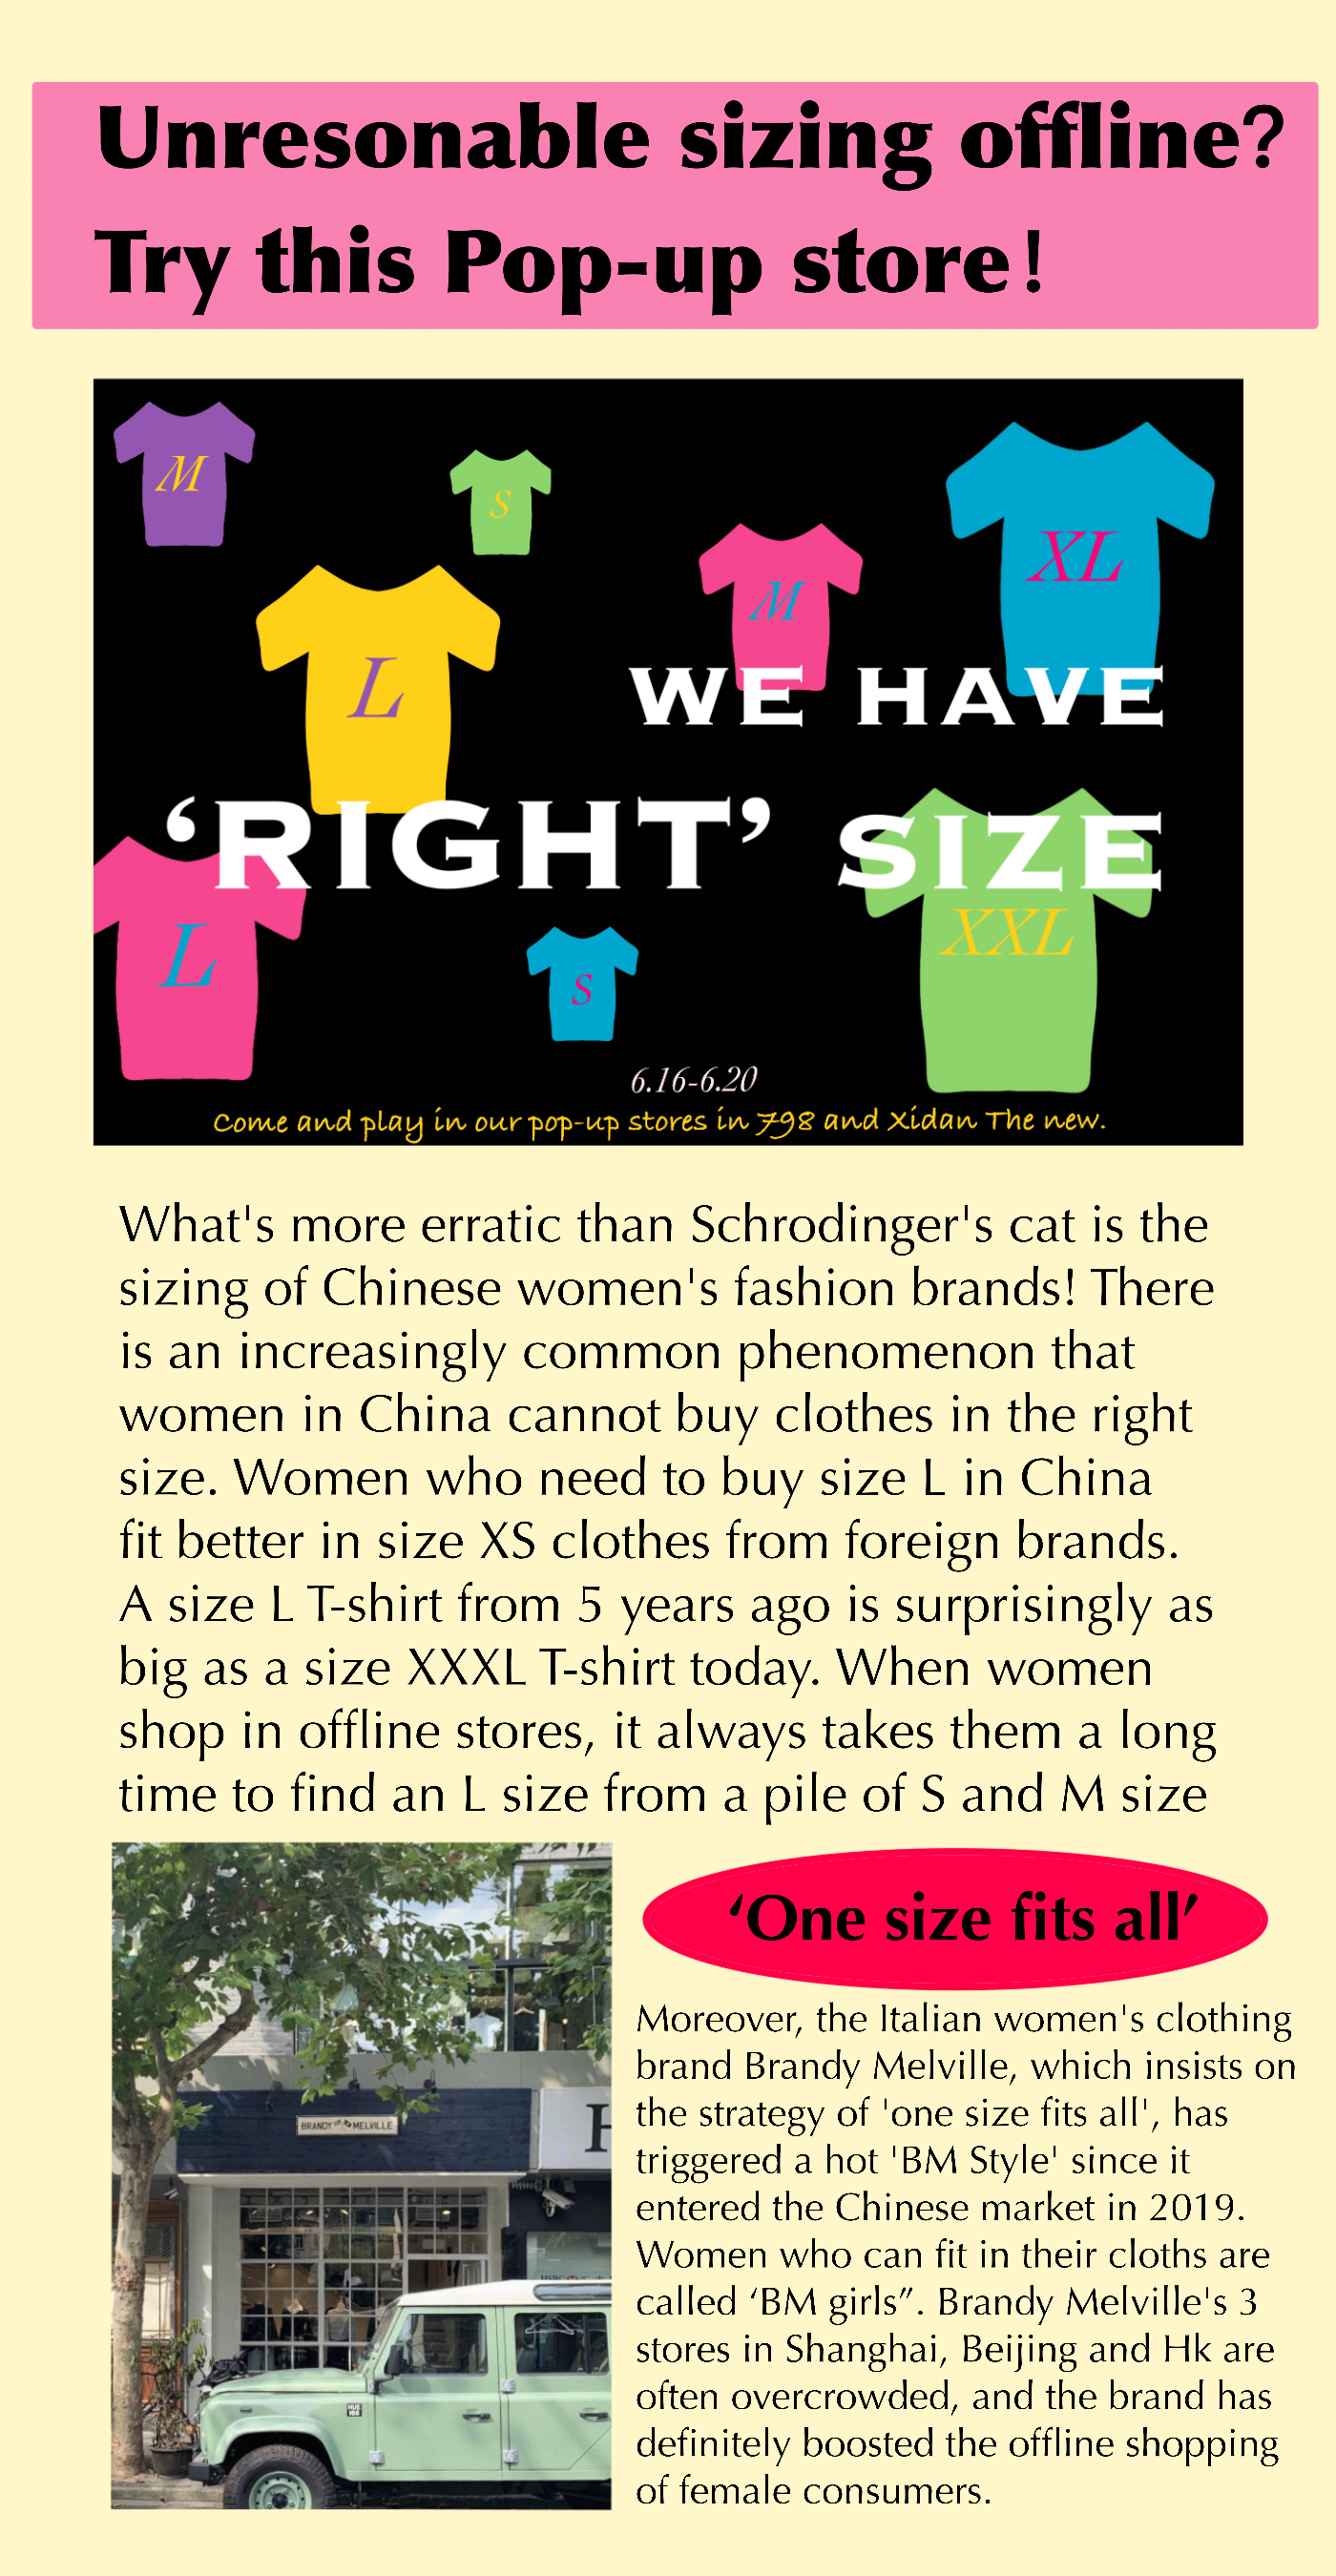 Unresonable sizing offline?
Try this Pop-up store!
M
S
XL
M
L
WE HAVE
‘RIGHT’ SIZE
XXL
L
S
6.16-6.20
Come and play in our pop-up stores in 798 and Xidan The new.
What's more erratic than Schrodinger's cat is the
sizing of Chinese women's fashion brands! There
is an increasingly common phenomenon that
women in China cannot buy clothes in the right
size. Women who need to buy size L in China
fit better in size XS clothes from foreign brands.
A size L T-shirt from 5 years ago is surprisingly as
big as a size XXXL T-shirt today. When women
shop in offline stores, it always takes them a long
time to find an L size from a pile of S and M size
BRANDY MELVILLE
H
‘One size fits all’
Moreover, the Italian women's clothing
brand Brandy Melville, which insists on
the strategy of 'one size fits all', has
triggered a hot 'BM Style' since it
entered the Chinese market in 2019.
Women who can fit in their cloths are
called ‘BM girls”. Brandy Melville's 3
stores in Shanghai, Beijing and Hk are
often overcrowded, and the brand has
definitely boosted the offline shopping
of female consumers.